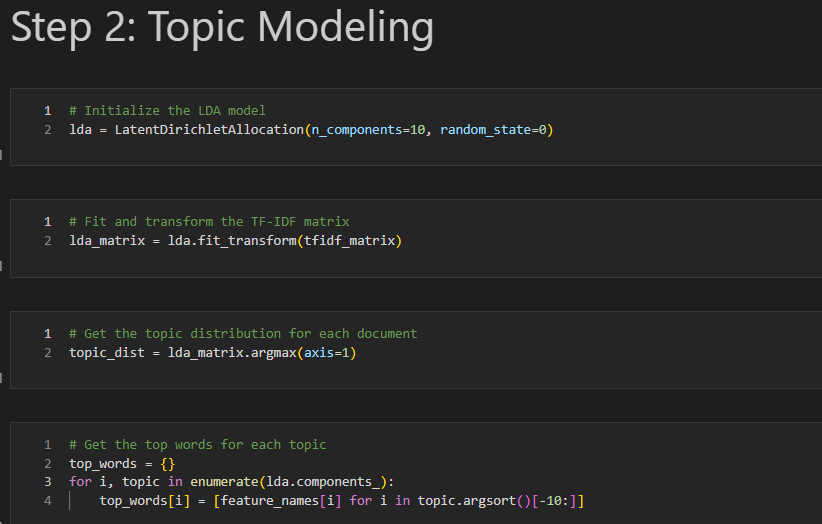 Step 2: Topic Modeling
1 # Initialize the LDA model
2 lda = LatentDirichletAllocation(n_components=10, random_state=0)
1 # Fit and transform the TF-IDF matrix
2 lda_matrix = lda.fit_transform(tfidf_matrix)
1 # Get the topic distribution for each document
2 topic_dist = lda_matrix.argmax(axis=1)
1 # Get the top words for each topic
2 top_words = {}
3 for i, topic in enumerate(lda.components_):
4     top_words[i] = [feature_names[i] for i in topic.argsort()[-10:]]